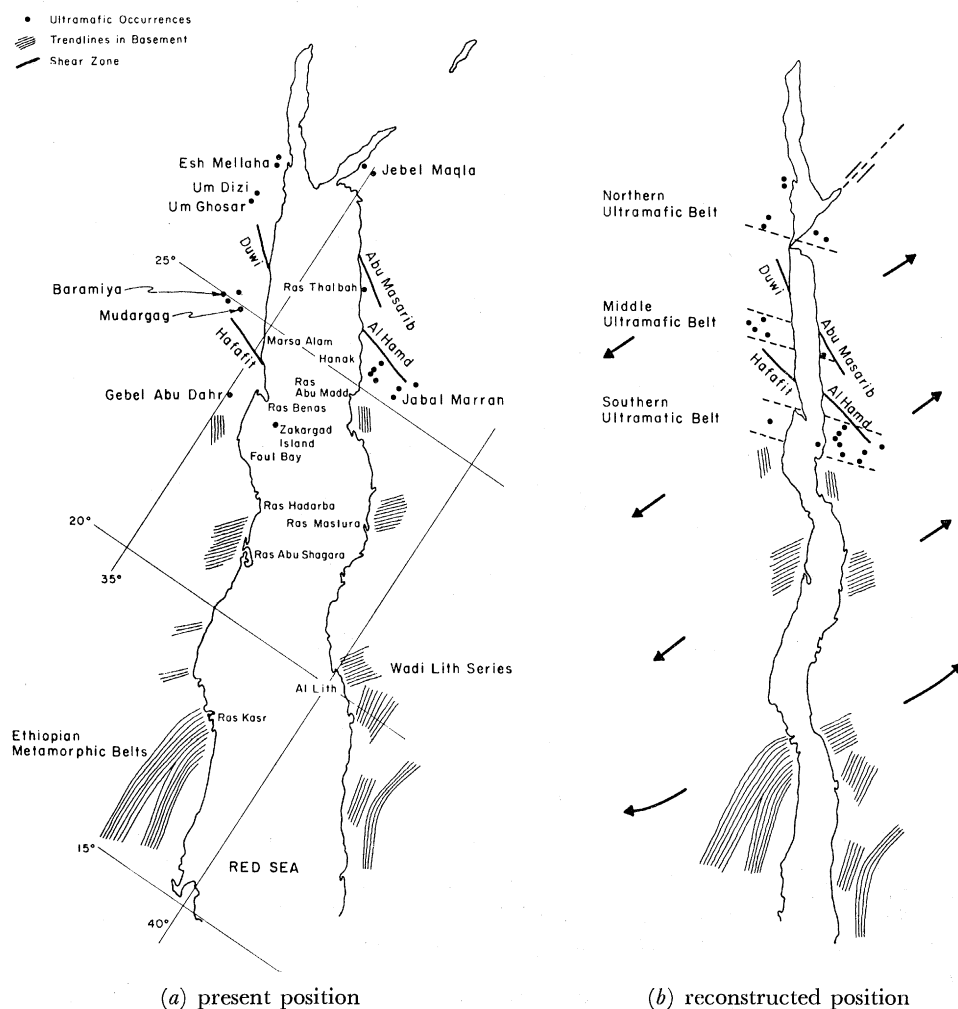 Ultramafic Occurrences
Trendlines in Basement
Shear Zone
Esh Mellaha
Jebel Maqla
Um Dizi
Um Ghosar
Duwi
25°
Baramiya
Ras Thalbah
Abu Masarib
Mudargag
Hafafit
Marsa Alam
Hanak
Al Hamd
Gebel Abu Dahr
Ras
Abu Madd
Jabal Marran
Ras Benas
Zakargad
Island
Foul Bay
Ras Hadarba
Ras Mastura
20°
Ras Abu Shagara
35°
Wadi Lith Series
Al Lith
Ras Kasr
Ethiopian
Metamorphic Belts
15°
RED SEA
40°
(a) present position
Northern
Ultramafic Belt
Duwi
Middle
Ultramafic Belt
Abu Masarib
Hafafit
Southern
Ultramatic Belt
Al Hamd
(b) reconstructed position